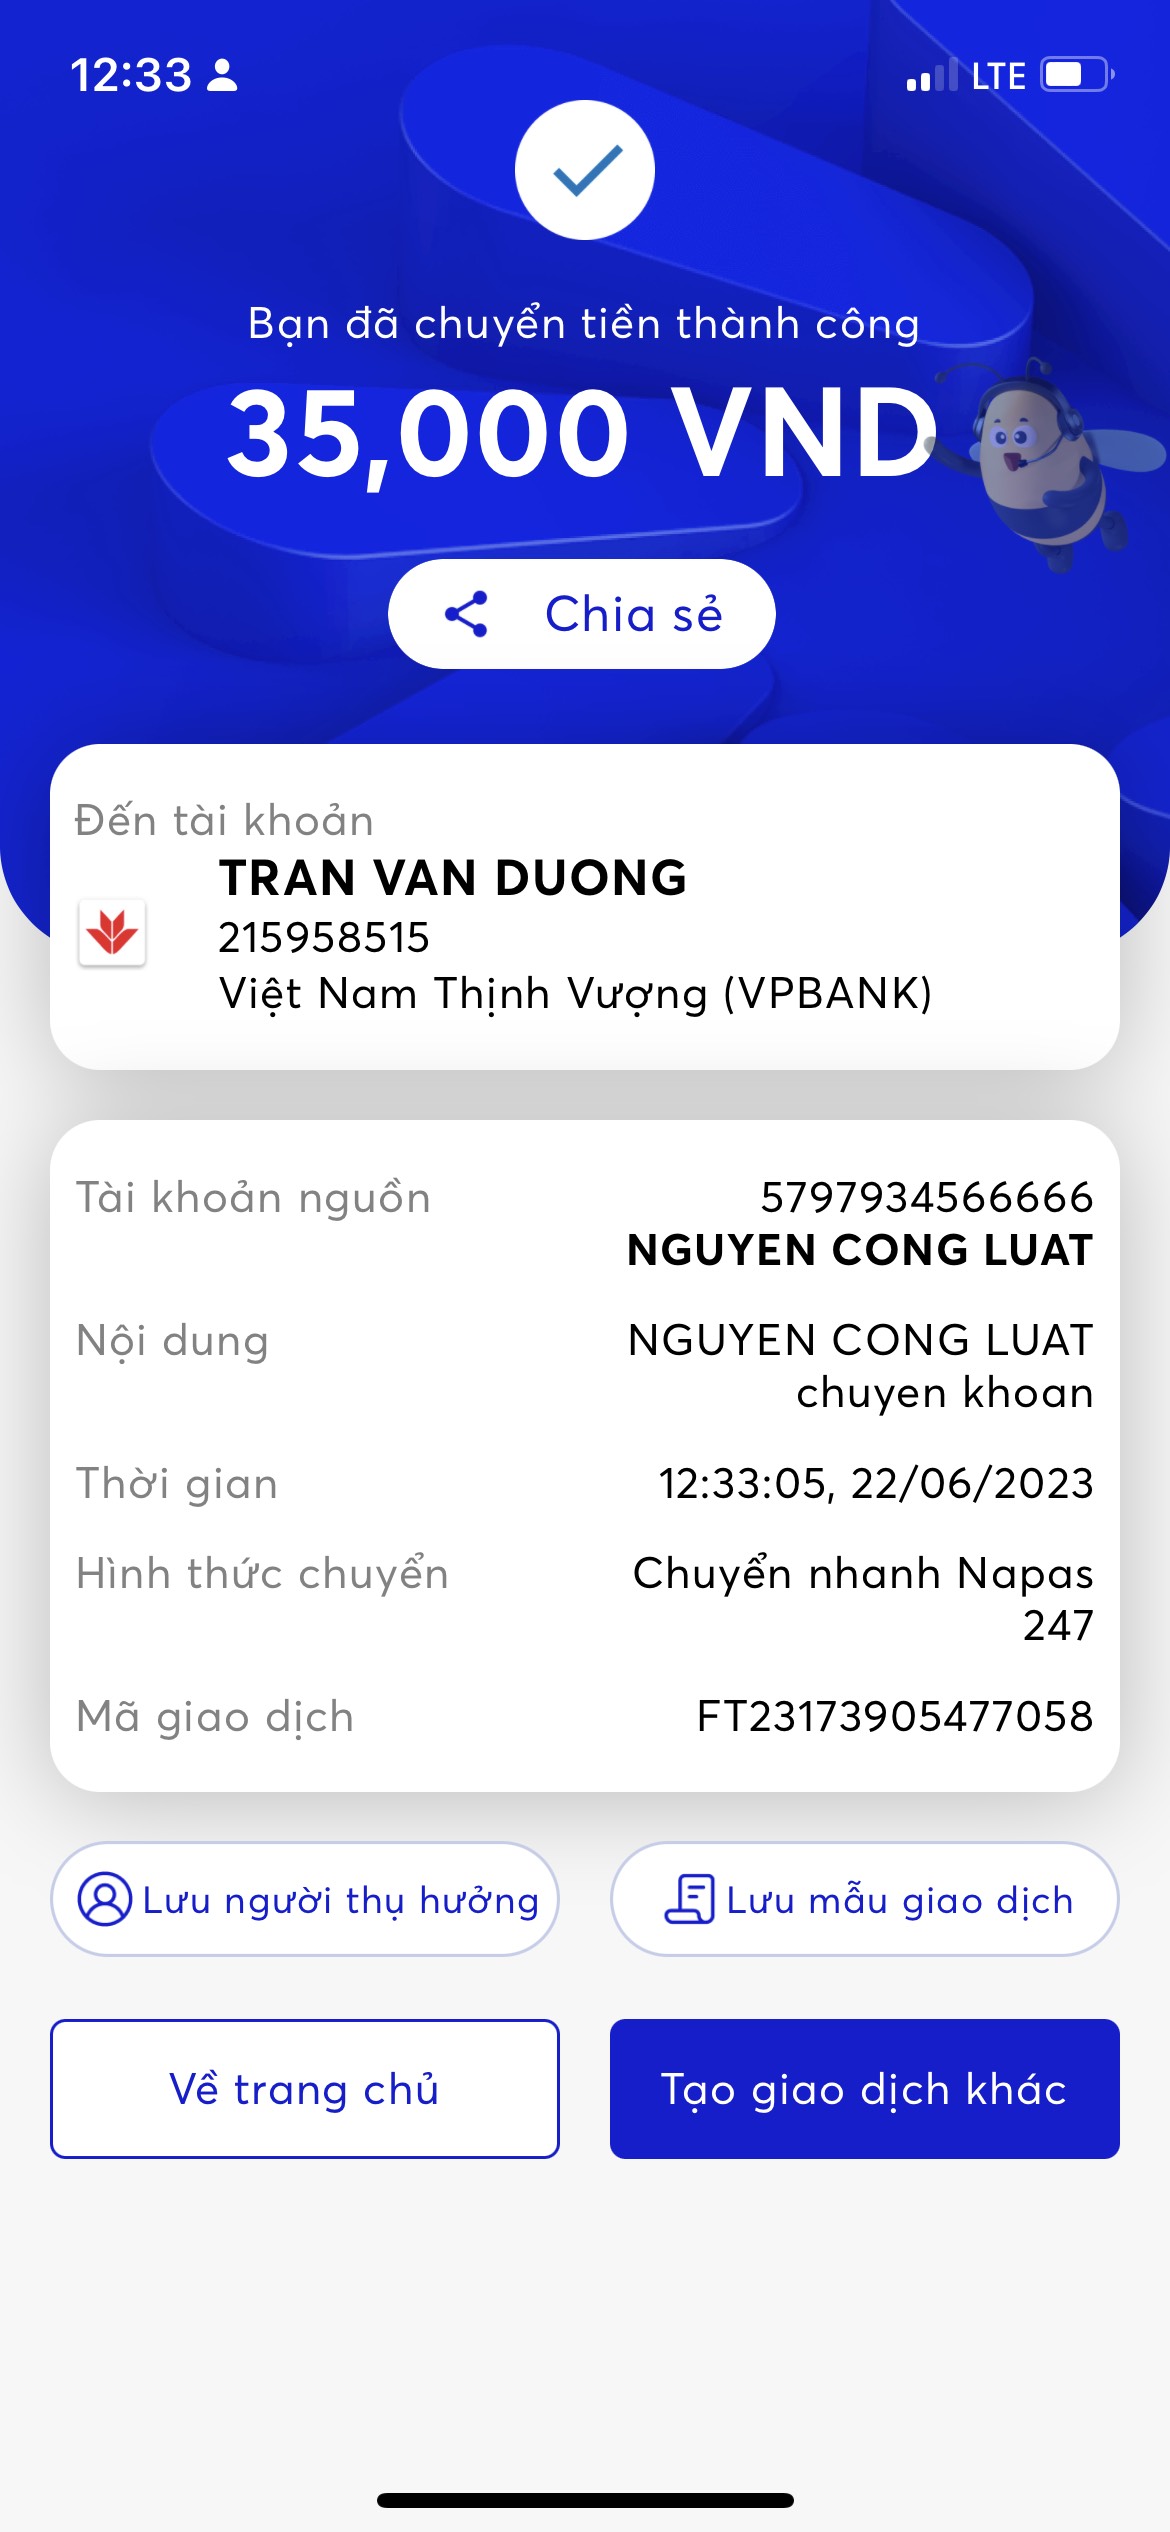 12:33
LTE
Bạn đã chuyển tiền thành công
35,000 VND
Chia sẻ
Đến tài khoản
TRAN VAN DUONG
215958515
Việt Nam Thịnh Vượng (VPBANK)
Tài khoản nguồn
5797934566666
NGUYEN CONG LUAT
Nội dung
NGUYEN CONG LUAT
chuyen khoan
Thời gian
12:33:05, 22/06/2023
Hình thức chuyển
Chuyển nhanh Napas
247
Mã giao dịch
FT23173905477058
Lưu người thụ hưởng
Lưu mẫu giao dịch
Về trang chủ
Tạo giao dịch khác